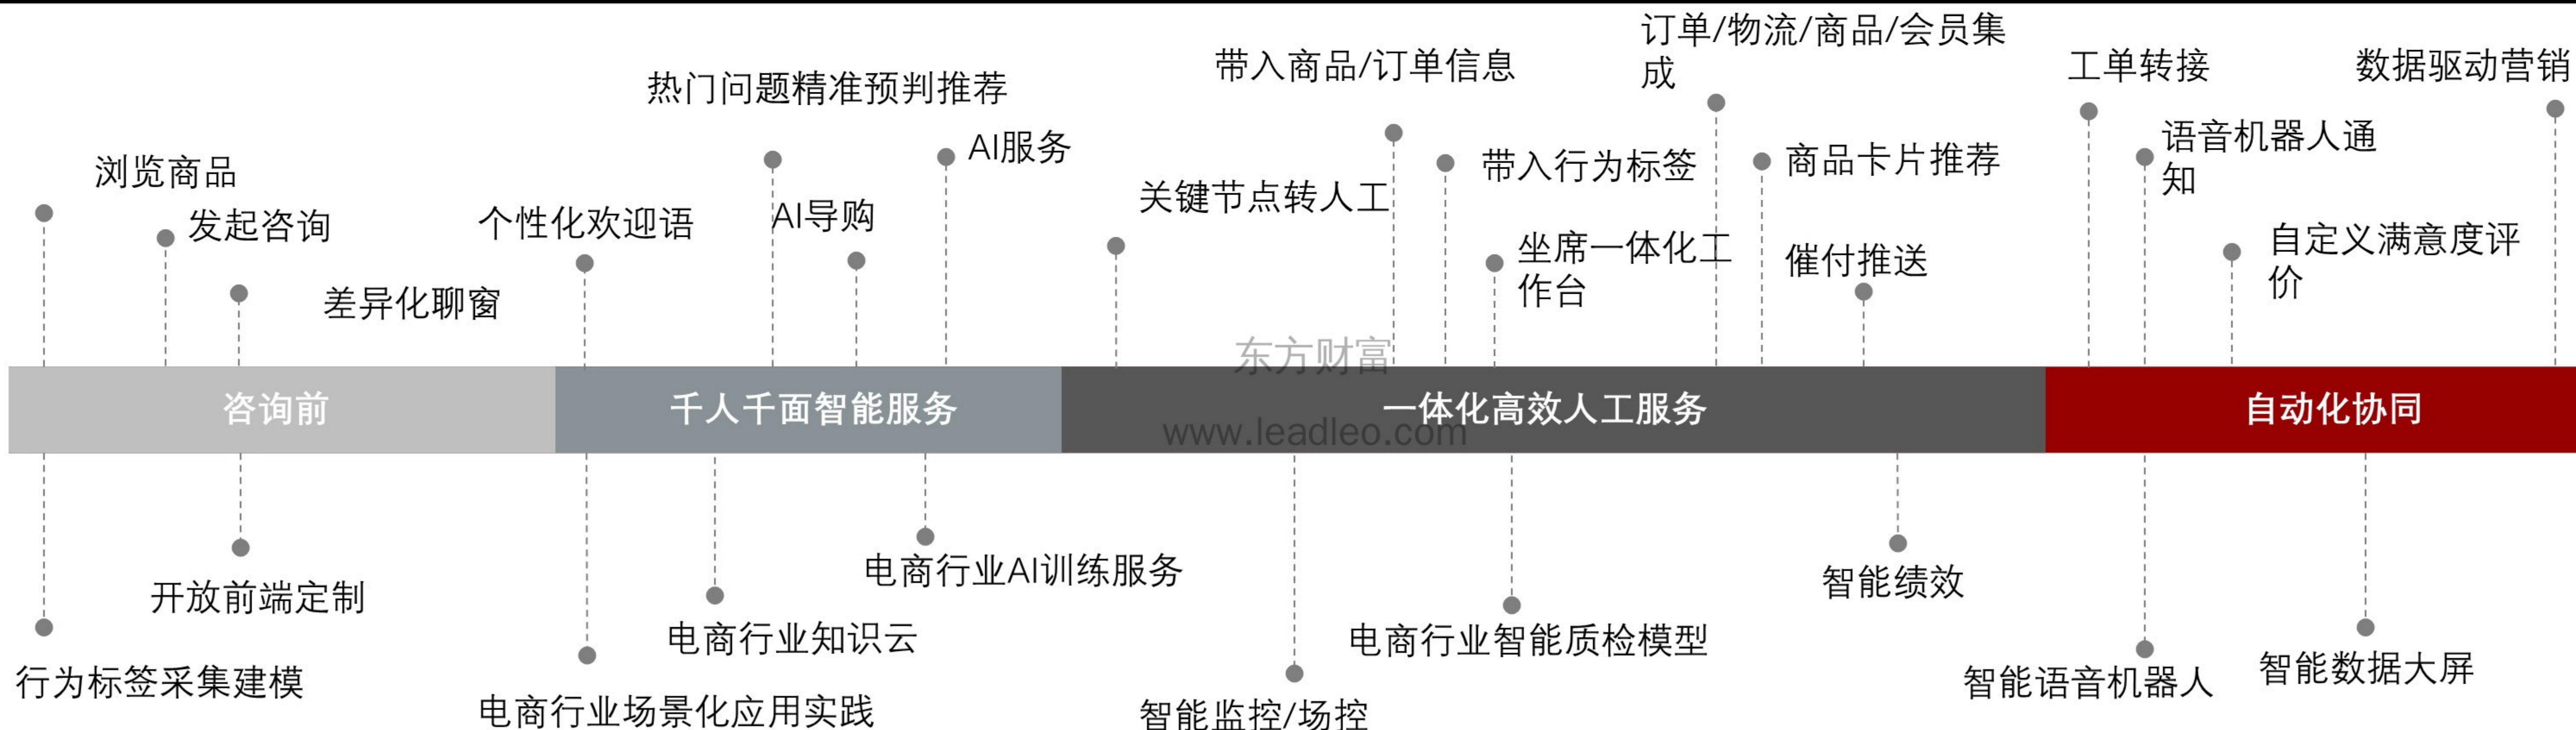 订单/物流/商品/会员集
成
带入商品/订单信息
工单转接
数据驱动营销
热门问题精准预判推荐
AI服务
语音机器人通
知
浏览商品
带入行为标签
商品卡片推荐
关键节点转人工
发起咨询
个性化欢迎语
AI导购
坐席一体化工
作台
催付推送
自定义满意度评
价
差异化聊窗
东方财富
咨询前
千人千面智能服务
一体化高效人工服务
自动化协同
www.leadleo.com
电商行业AI训练服务
智能绩效
开放前端定制
电商行业知识云
电商行业智能质检模型
行为标签采集建模
智能语音机器人
智能数据大屏
电商行业场景化应用实践
智能监控/场控